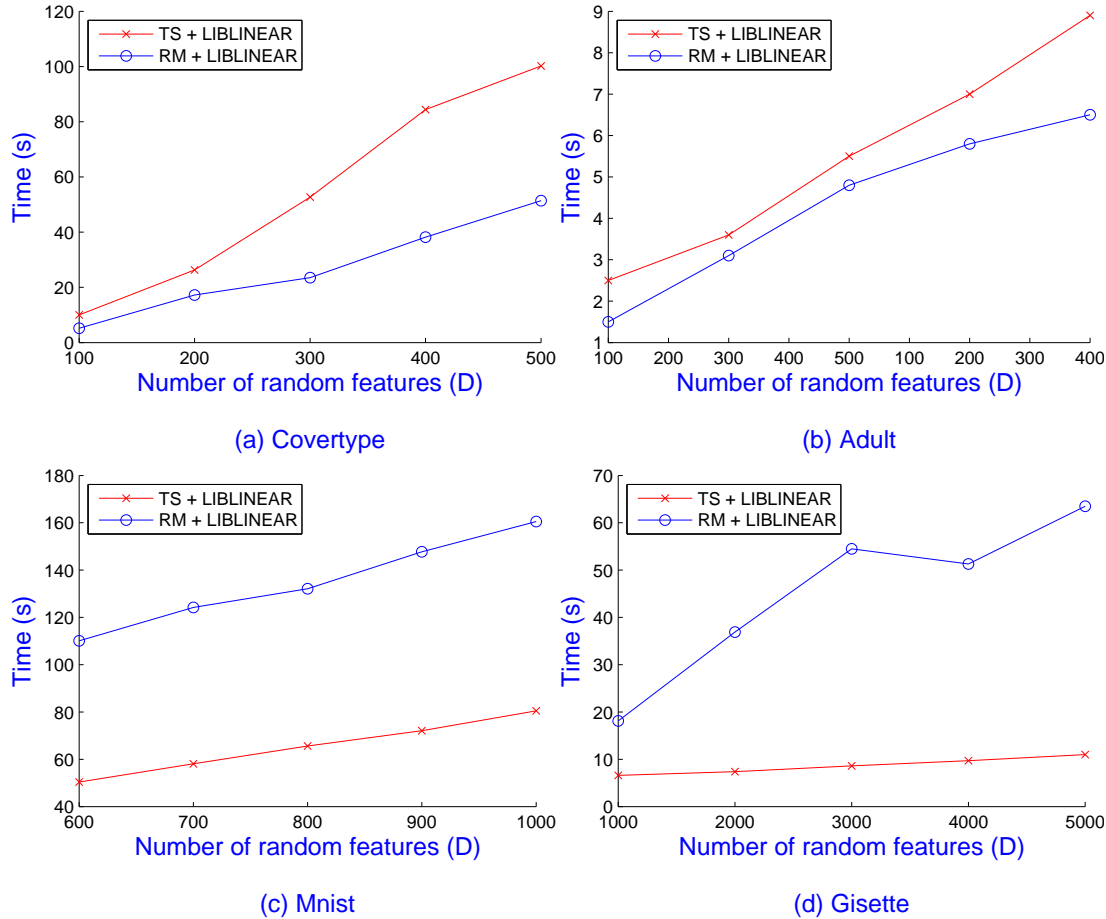 120
100
80
60
40
20
0
Time (s)
TS + LIBLINEAR
RM + LIBLINEAR
100 200 300 400 500
Number of random features (D)
(a) Covertype
9
8
7
6
5
4
3
2
1
Time (s)
TS + LIBLINEAR
RM + LIBLINEAR
100 200 300 400 500 100 200 300 400
Number of random features (D)
(b) Adult
180
160
140
120
100
80
60
40
Time (s)
TS + LIBLINEAR
RM + LIBLINEAR
600 700 800 900 1000
Number of random features (D)
(c) Mnist
70
60
50
40
30
20
10
0
Time (s)
TS + LIBLINEAR
RM + LIBLINEAR
1000 2000 3000 4000 5000
Number of random features (D)
(d) Gisette